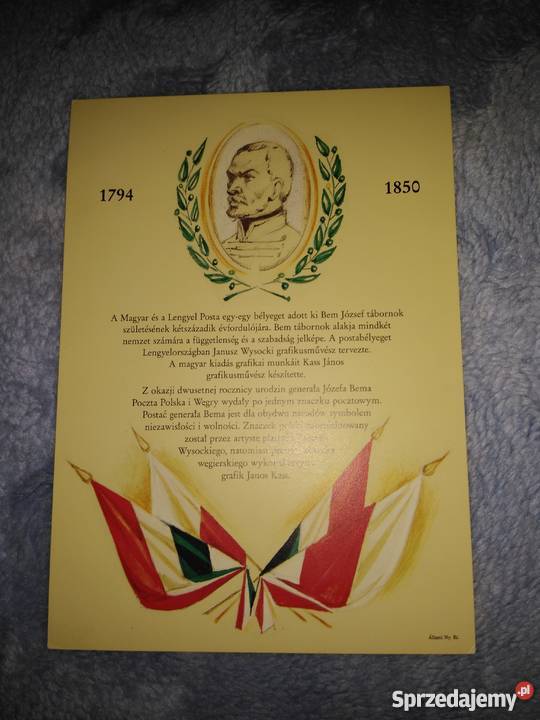 1794
1850
A Magyar és a Lengyel Posta egy-egy bélyeget adott ki Bem József tábornok
születésének kétszázadik évfordulójára. Bem tábornok alakja mindkét
nemzet számára a függetlenség és a szabadság jelképe. A postabélyeget
Lengyelországban Janusz Wysocki grafikusművész tervezte.
A magyar kiadás grafikai munkáit Kass János
grafikusművész készítette.
Z okazji dwusetnej rocznicy urodzin generała Józefa Bema
Poczta Polska i Węgry wydały po jednym znaczku pocztowym.
Postać generała Bema jest dla obydwu narodów symbolem
niezawisłości i wolności. Znaczek
został przez artystę
Wysockiego, natomiast
węgierskiego
grafik Janos Kass.
Állami Ny. Bp.
Sprzedajemy.pl